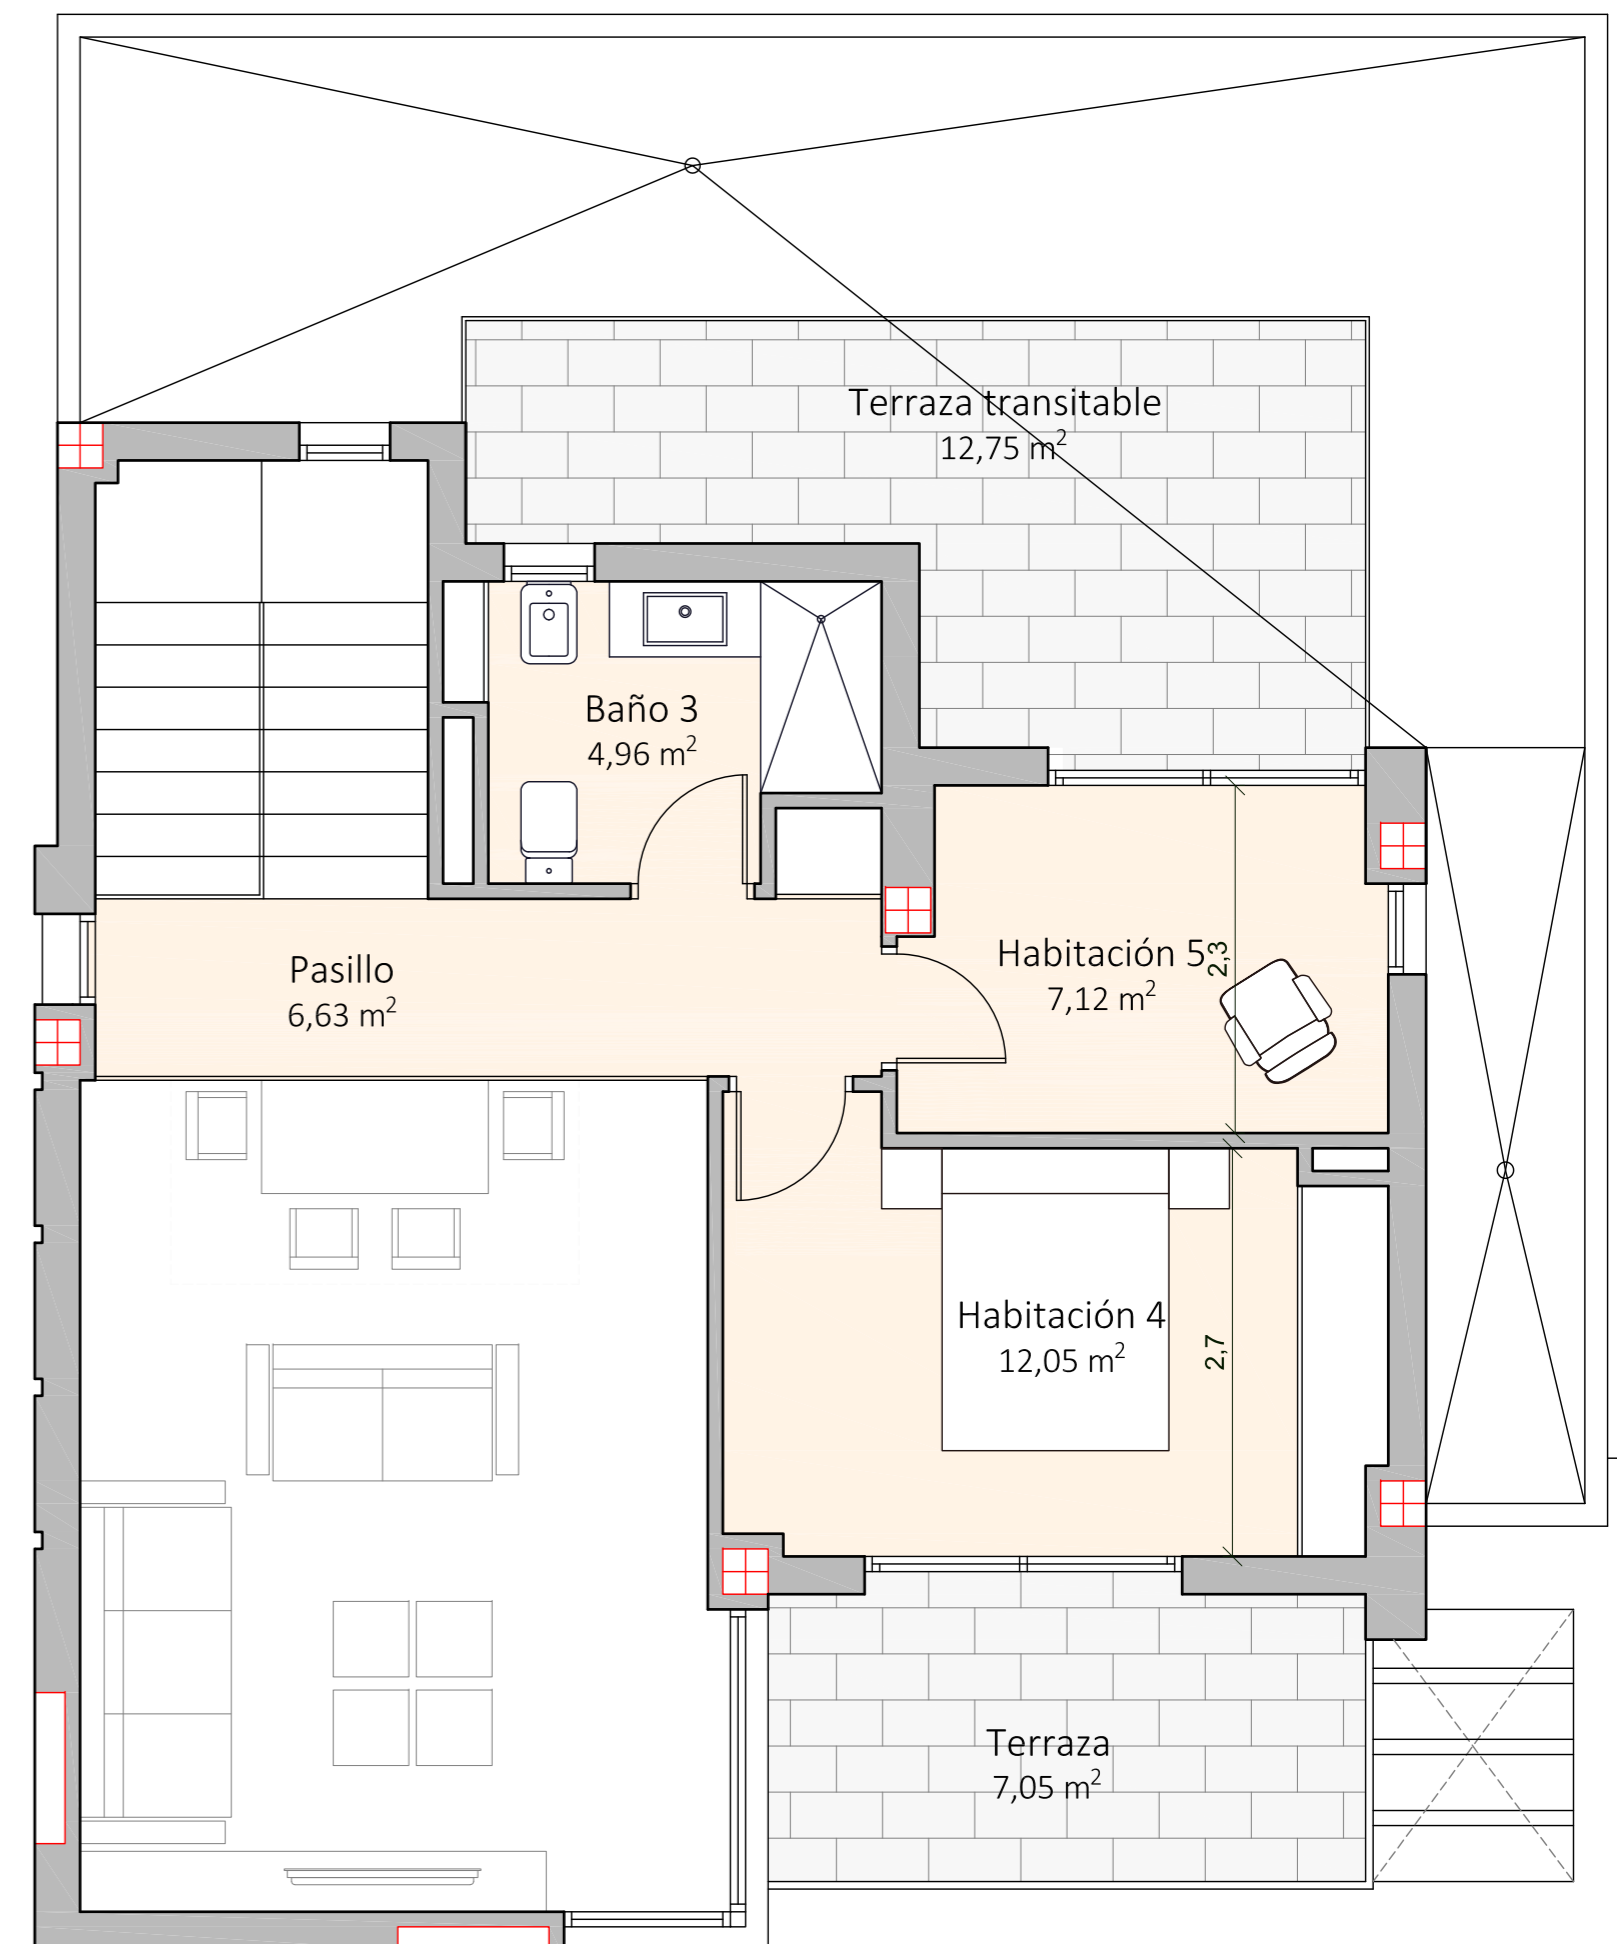 Terraza transitable
12,75 m²
Baño 3
4,96 m²
Pasillo
6,63 m²
Habitación 5
7,12 m²
2,3
Habitación 4
12,05 m²
2,7
Terraza
7,05 m²